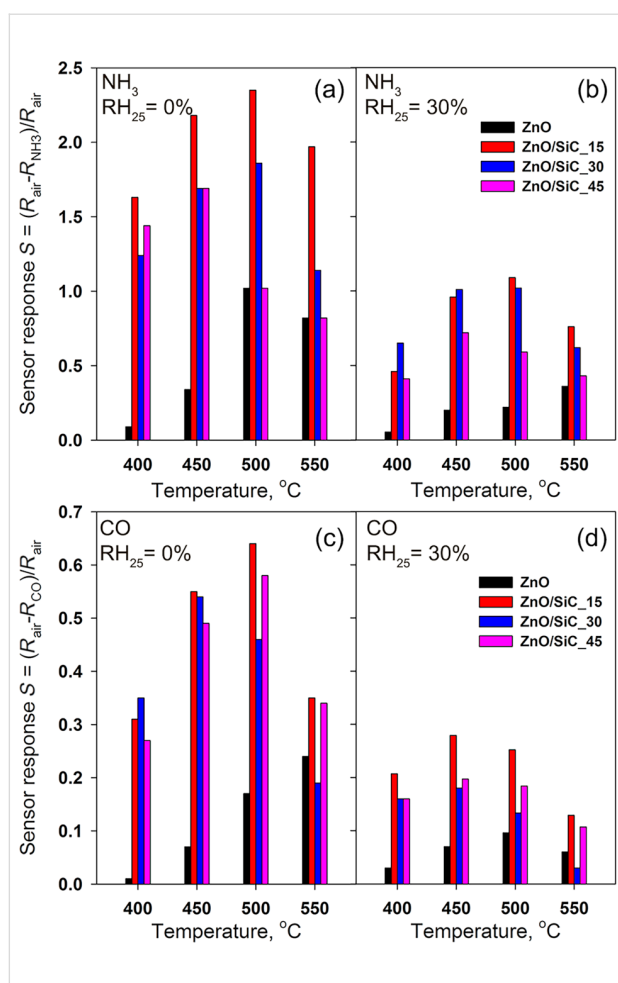 NH3
RH25= 0%
(a)
NH3
RH25= 30%
(b)
ZnO
ZnO/SiC_15
ZnO/SiC_30
ZnO/SiC_45
Sensor response S = (Rair-RNH3)/Rair
2.5
2.0
1.5
1.0
0.5
0.0
400 450 500 550
400 450 500 550
Temperature, °C
Temperature, °C
CO
RH25= 0%
(c)
CO
RH25= 30%
(d)
ZnO
ZnO/SiC_15
ZnO/SiC_30
ZnO/SiC_45
Sensor response S = (Rair-RCO)/Rair
0.7
0.6
0.5
0.4
0.3
0.2
0.1
0.0
400 450 500 550
400 450 500 550
Temperature, °C
Temperature, °C